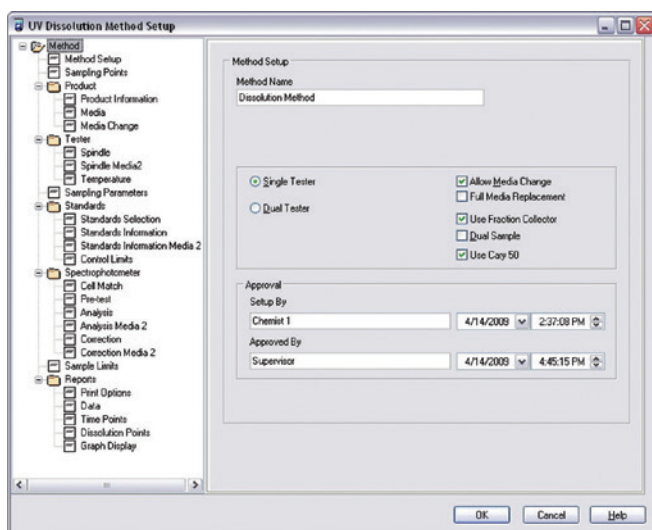 UV Dissolution Method Setup
Method
Method Setup
Sampling Points
Product
Product Information
Media
Media Change
Tester
Spindle
Spindle Media2
Temperature
Sampling Parameters
Standards
Standards Selection
Standards Information
Standards Information Media 2
Control Limits
Spectrophotometer
Cell Match
Pre-test
Analysis
Analysis Media 2
Correction
Correction Media 2
Sample Limits
Reports
Print Options
Data
Time Points
Dissolution Points
Graph Display
Method Setup
Method Name
Dissolution Method
Single Tester
Dual Tester
Allow Media Change
Full Media Replacement
Use Fraction Collector
Dual Sample
Use Cary 50
Approval
Setup By
Chemist 1 4/14/2009 2:37:08 PM
Approved By
Supervisor 4/14/2009 4:45:15 PM
OK Cancel Help